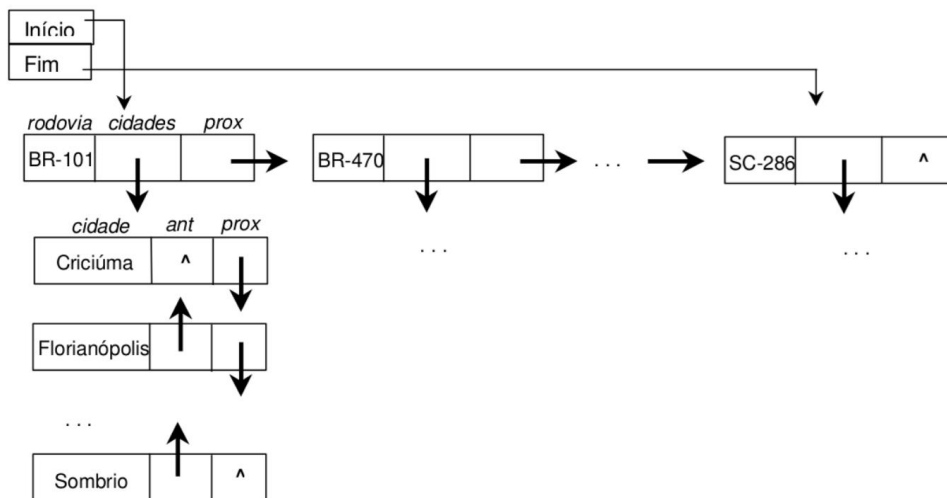 Início
Fim
rodovia cidades prox
BR-101 BR-470 . . . SC-286 ^
cidade ant prox
Criciúma ^
. . . . . .
Florianópolis
. . .
Sombrio ^